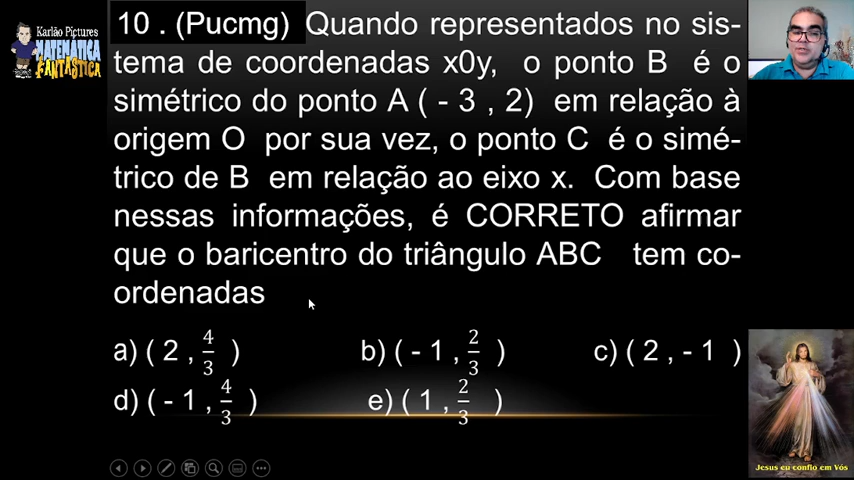 Karlão Pictures
MATEMÁTICA
FANTÁSTICA
10 . (Pucmg) Quando representados no sis-
tema de coordenadas x0y, o ponto B é o
simétrico do ponto A ( - 3 , 2) em relação à
origem O por sua vez, o ponto C é o simé-
trico de B em relação ao eixo x. Com base
nessas informações, é CORRETO afirmar
que o baricentro do triângulo ABC tem co-
ordenadas
a) ( 2 , 4/3 ) b) ( - 1 , 2/3 ) c) ( 2 , - 1 )
d) ( - 1 , 4/3 ) e) ( 1 , 2/3 )
Jesus eu confio em Vós